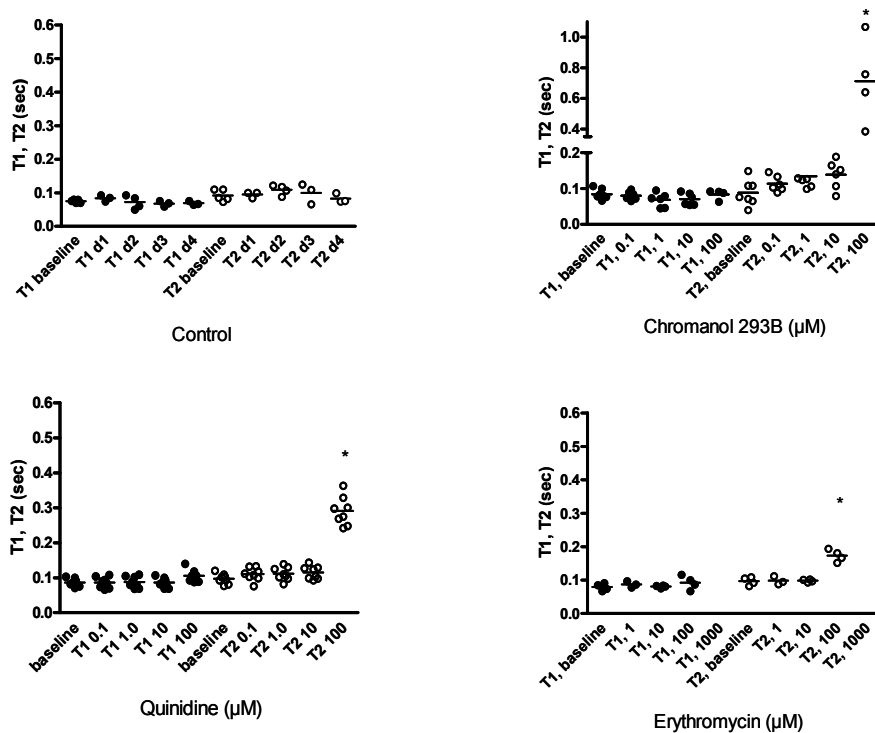 T1, T2 (sec)
0.6
0.5
0.4
0.3
0.2
0.1
0.0
T1 baseline
T1 d1
T1 d2
T1 d3
T1 d4
T2 baseline
T2 d1
T2 d2
T2 d3
T2 d4
Control
T1, T2 (sec)
*
1.0
0.8
0.6
0.4
0.2
0.1
0.0
T1, baseline
T1, 0.1
T1, 1
T1, 10
T1, 100
T2, baseline
T2, 0.1
T2, 1
T2, 10
T2, 100
Chromanol 293B (µM)
T1, T2 (sec)
0.6
0.5
0.4
0.3
0.2
0.1
0.0
*
baseline
T1 0.1
T1 1.0
T1 10
T1 100
baseline
T2 0.1
T2 1.0
T2 10
T2 100
Quinidine (µM)
T1, T2 (sec)
0.6
0.5
0.4
0.3
0.2
0.1
0.0
*
T1, baseline
T1, 1
T1, 10
T1, 100
T1, 1000
T2, baseline
T2, 1
T2, 10
T2, 100
T2, 1000
Erythromycin (µM)